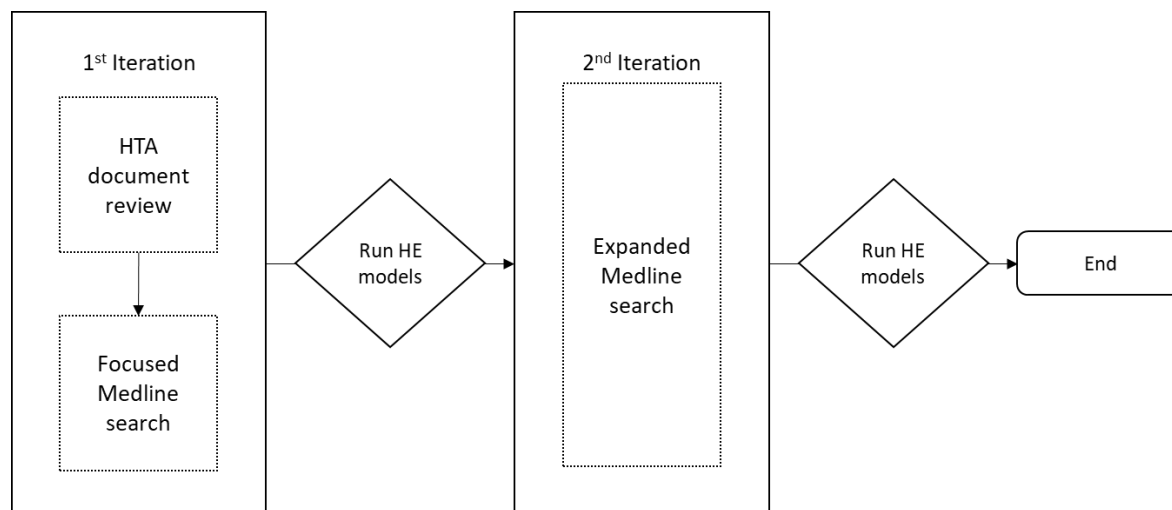 1st Iteration
HTA
document
review
Focused
Medline
search
Run HE
models
2nd Iteration
Expanded
Medline
search
Run HE
models
End